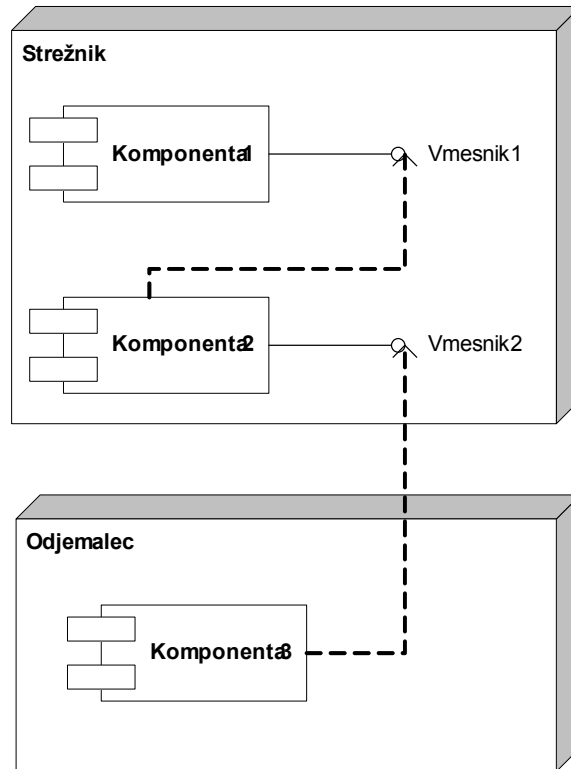 Strežnik
Komponenta1
Vmesnik1
Komponenta2
Vmesnik2
Odjemalec
Komponenta3